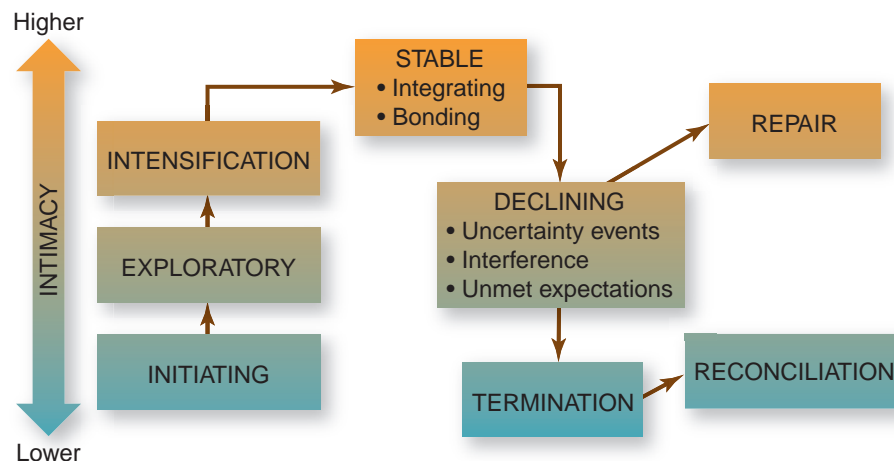 Higher
INTIMACY
Lower
INITIATING
EXPLORATORY
INTENSIFICATION
STABLE
• Integrating
• Bonding
DECLINING
• Uncertainty events
• Interference
• Unmet expectations
REPAIR
TERMINATION
RECONCILIATION